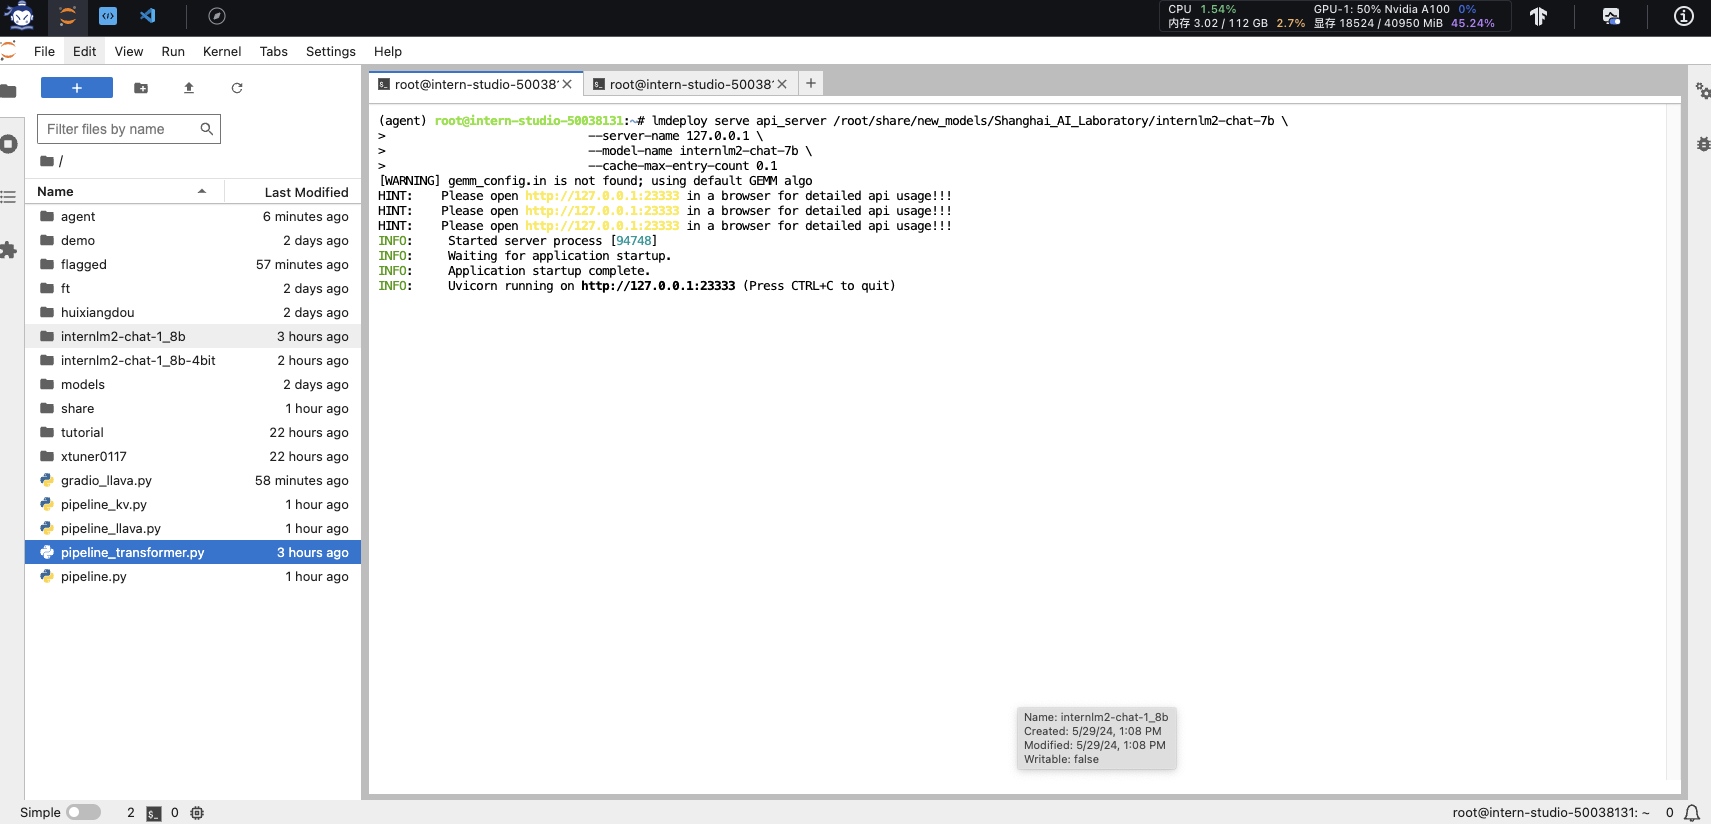 CPU 1.54% GPU-1: 50% Nvidia A100 0%
内存 3.02 / 112 GB 2.7% 显存 18524 / 40950 MiB 45.24%
File Edit View Run Kernel Tabs Settings Help
root@intern-studio-50038 root@intern-studio-50038
Filter files by name
/
Name Last Modified
agent 6 minutes ago
demo 2 days ago
flagged 57 minutes ago
ft 2 days ago
huixiangdou 2 days ago
internlm2-chat-1_8b 3 hours ago
internlm2-chat-1_8b-4bit 2 hours ago
models 2 days ago
share 1 hour ago
tutorial 22 hours ago
xtuner0117 22 hours ago
gradio_llava.py 58 minutes ago
pipeline_kv.py 1 hour ago
pipeline_llava.py 1 hour ago
pipeline_transformer.py 3 hours ago
pipeline.py 1 hour ago
(agent) root@intern-studio-50038131:~# lmdeploy serve api_server /root/share/new_models/Shanghai_AI_Laboratory/internlm2-chat-7b \
> --server-name 127.0.0.1 \
> --model-name internlm2-chat-7b \
> --cache-max-entry-count 0.1
[WARNING] gemm_config.in is not found; using default GEMM algo
HINT: Please open http://127.0.0.1:23333 in a browser for detailed api usage!!!
HINT: Please open http://127.0.0.1:23333 in a browser for detailed api usage!!!
HINT: Please open http://127.0.0.1:23333 in a browser for detailed api usage!!!
INFO: Started server process [94748]
INFO: Waiting for application startup.
INFO: Application startup complete.
INFO: Uvicorn running on http://127.0.0.1:23333 (Press CTRL+C to quit)
Name: internlm2-chat-1_8b
Created: 5/29/24, 1:08 PM
Modified: 5/29/24, 1:08 PM
Writable: false
Simple 2 $_ 0 root@intern-studio-50038131: ~ 0